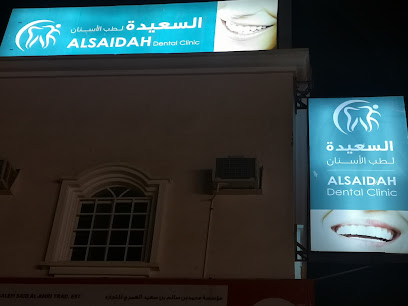 السعيدة لطب الأسنان
ALSAIDAH Dental Clinic
السعيدة
لطب الأسنان
ALSAIDAH
Dental Clinic